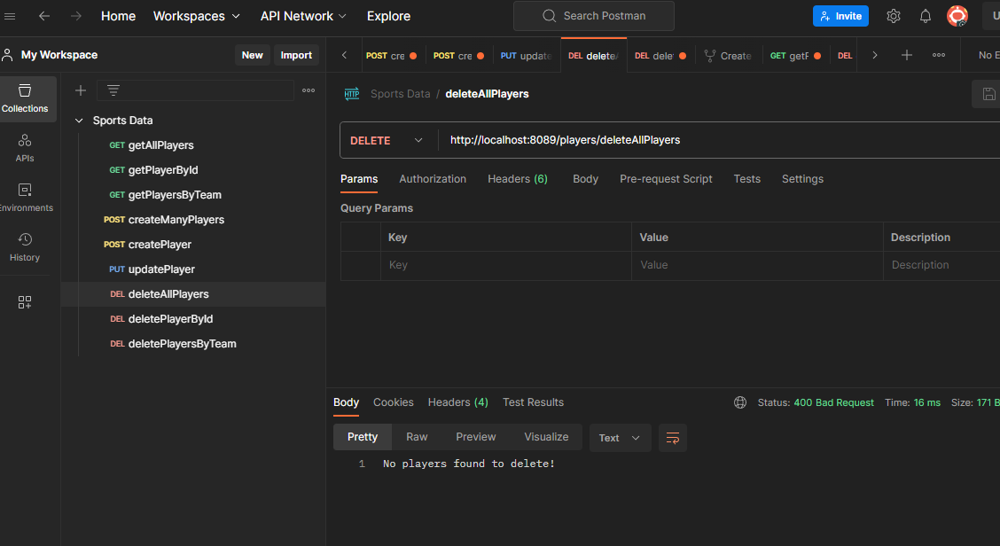 Home Workspaces API Network Explore Search Postman Invite U
My Workspace New Import POST cre POST cre PUT update DEL delete DEL dele Create GET getF DEL No E
Collections
APIs
Environments
History
Sports Data
GET getAllPlayers
GET getPlayerById
GET getPlayersByTeam
POST createManyPlayers
POST createPlayer
PUT updatePlayer
DEL deleteAllPlayers
DEL deletePlayerById
DEL deletePlayersByTeam
HTTP Sports Data / deleteAllPlayers
DELETE http://localhost:8089/players/deleteAllPlayers
Params Authorization Headers (6) Body Pre-request Script Tests Settings
Query Params
Key Value Description
Key Value Description
Body Cookies Headers (4) Test Results Status: 400 Bad Request Time: 16 ms Size: 171 B
Pretty Raw Preview Visualize Text
1 No players found to delete!